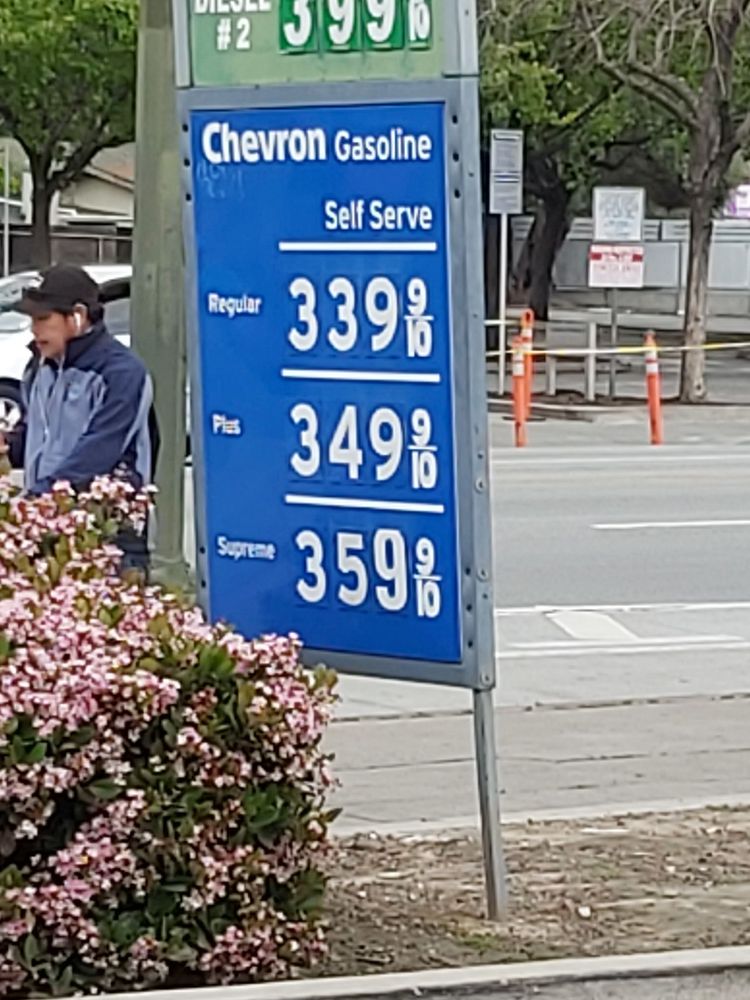 DIESEL
# 2
399 9/10
Chevron Gasoline
Self Serve
Regular
339 9/10
Plus
349 9/10
Supreme
359 9/10